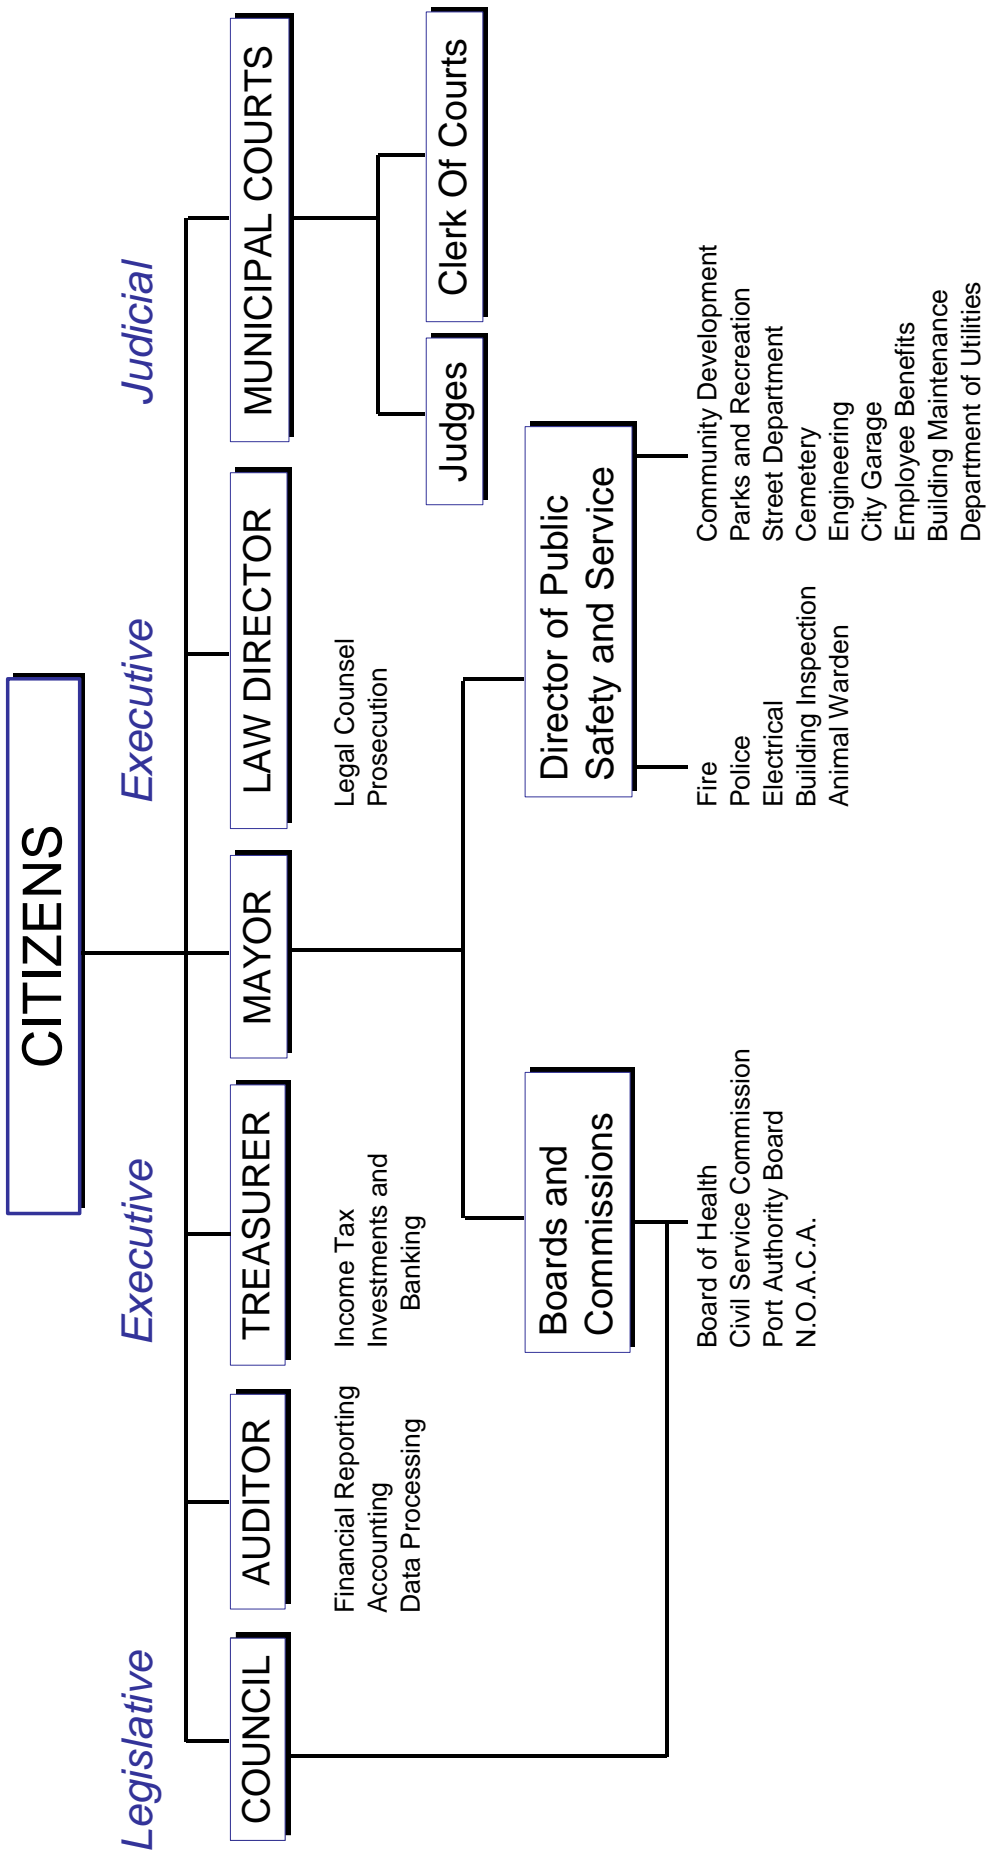 CITIZENS
Legislative
Executive
Executive
Judicial
COUNCIL
AUDITOR
TREASURER
MAYOR
LAW DIRECTOR
MUNICIPAL COURTS
Financial Reporting
Accounting
Data Processing
Income Tax
Investments and
Banking
Legal Counsel
Prosecution
Judges
Clerk Of Courts
Boards and
Commissions
Director of Public
Safety and Service
Board of Health
Civil Service Commission
Port Authority Board
N.O.A.C.A.
Fire
Police
Electrical
Building Inspection
Animal Warden
Community Development
Parks and Recreation
Street Department
Cemetery
Engineering
City Garage
Employee Benefits
Building Maintenance
Department of Utilities